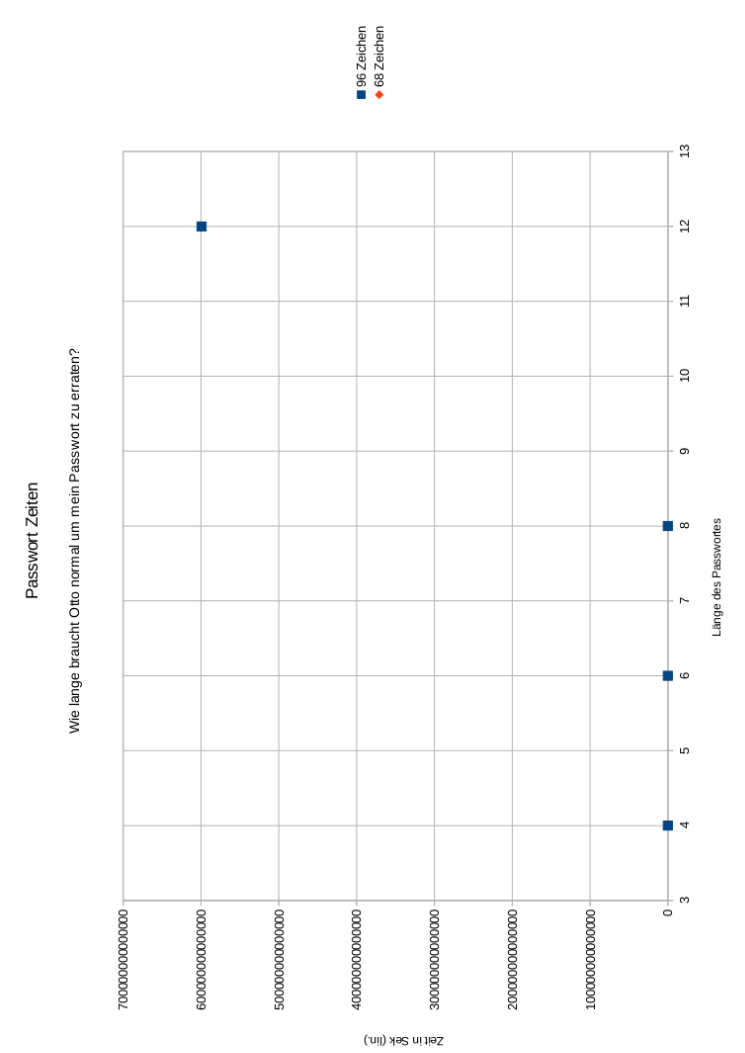 Passwort Zeiten
Wie lange braucht Otto normal um mein Passwort zu erraten?
7000000000000000
6000000000000000
5000000000000000
4000000000000000
3000000000000000
2000000000000000
1000000000000000
0
Zeit in Sek (lin.)
3 4 5 6 7 8 9 10 11 12 13
Länge des Passwortes
96 Zeichen
68 Zeichen